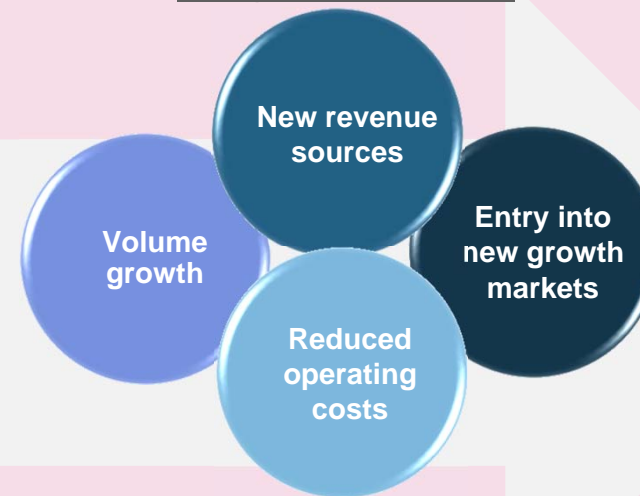 New revenue
sources
Volume
growth
Entry into
new growth
markets
Reduced
operating
costs